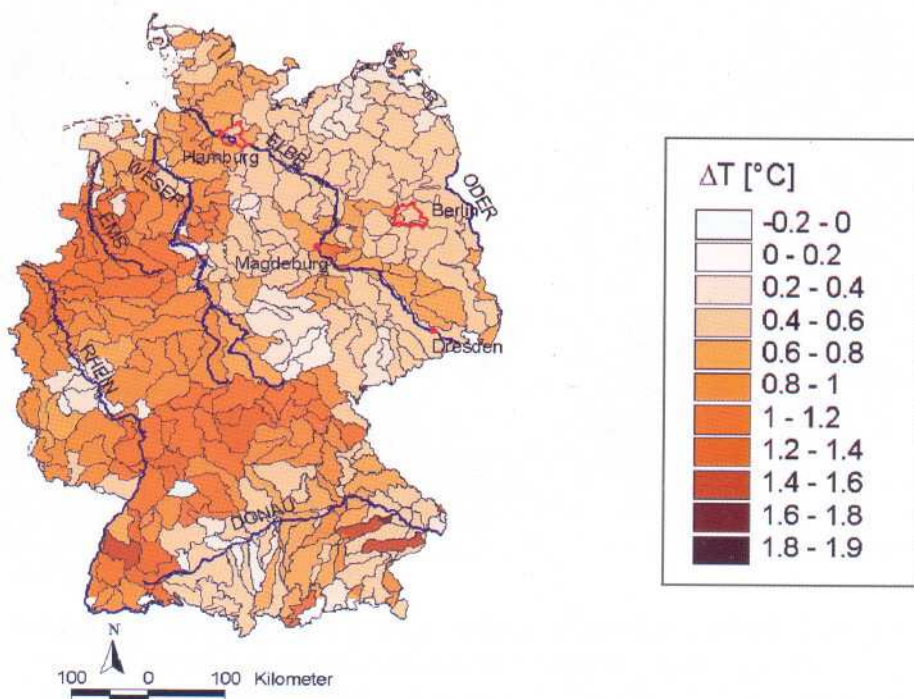 Hamburg
ELBE
WESER
EMS
ODER
Berlin
Magdeburg
Dresden
RHEIN
DONAU
N
100 0 100 Kilometer
ΔT [°C]
-0.2 - 0
0 - 0.2
0.2 - 0.4
0.4 - 0.6
0.6 - 0.8
0.8 - 1
1 - 1.2
1.2 - 1.4
1.4 - 1.6
1.6 - 1.8
1.8 - 1.9